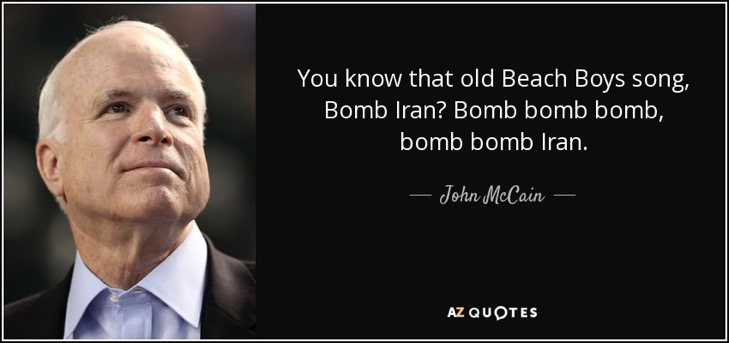 You know that old Beach Boys song,
Bomb Iran? Bomb bomb bomb,
bomb bomb Iran.
John McCain
AZ QUOTES